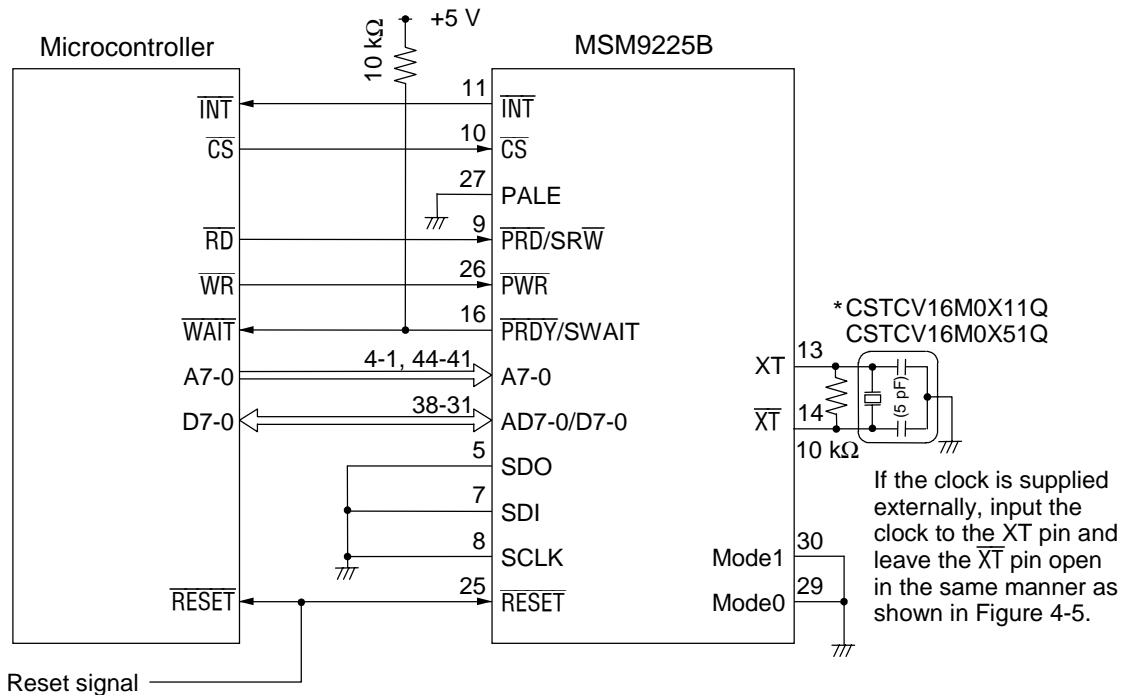 +5 V
10 kΩ
Microcontroller
MSM9225B
INT
11
INT
CS
10
CS
27
PALE
RD
9
PRD/SRW
WR
26
PWR
WAIT
16
PRDY/SWAIT
A7-0
4-1, 44-41
A7-0
D7-0
38-31
AD7-0/D7-0
5
SDO
7
SDI
8
SCLK
RESET
25
RESET
Reset signal
*CSTCV16M0X11Q
CSTCV16M0X51Q
XT
13
XT
14
(5 pF)
10 kΩ
If the clock is supplied
externally, input the
clock to the XT pin and
leave the XT pin open
in the same manner as
shown in Figure 4-5.
Mode1
30
Mode0
29